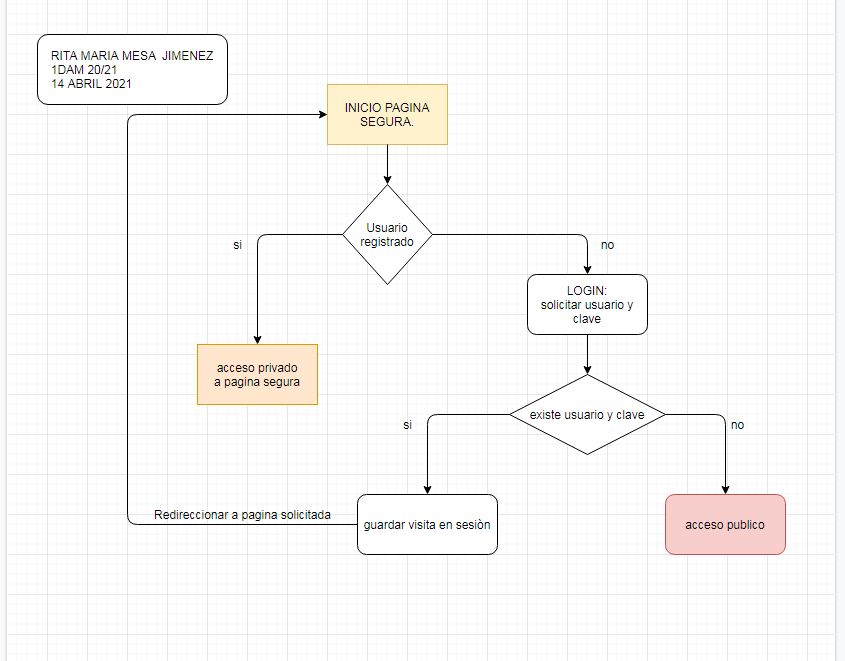 RITA MARIA MESA JIMENEZ
1DAM 20/21
14 ABRIL 2021
INICIO PAGINA
SEGURA.
Usuario
registrado
si
no
LOGIN:
solicitar usuario y
clave
acceso privado
a pagina segura
existe usuario y clave
si
no
Redireccionar a pagina solicitada
guardar visita en sesiòn
acceso publico